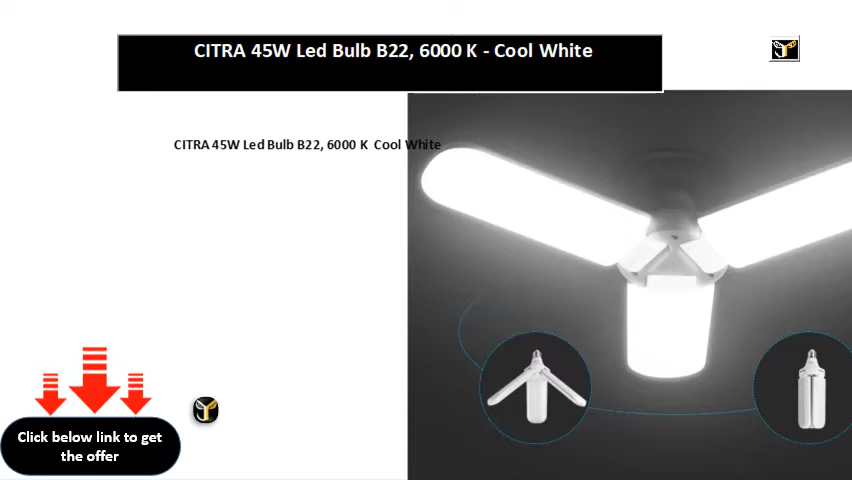 CITRA 45W Led Bulb B22, 6000 K - Cool White
CITRA 45W Led Bulb B22, 6000 K  Cool White
Click below link to get
the offer